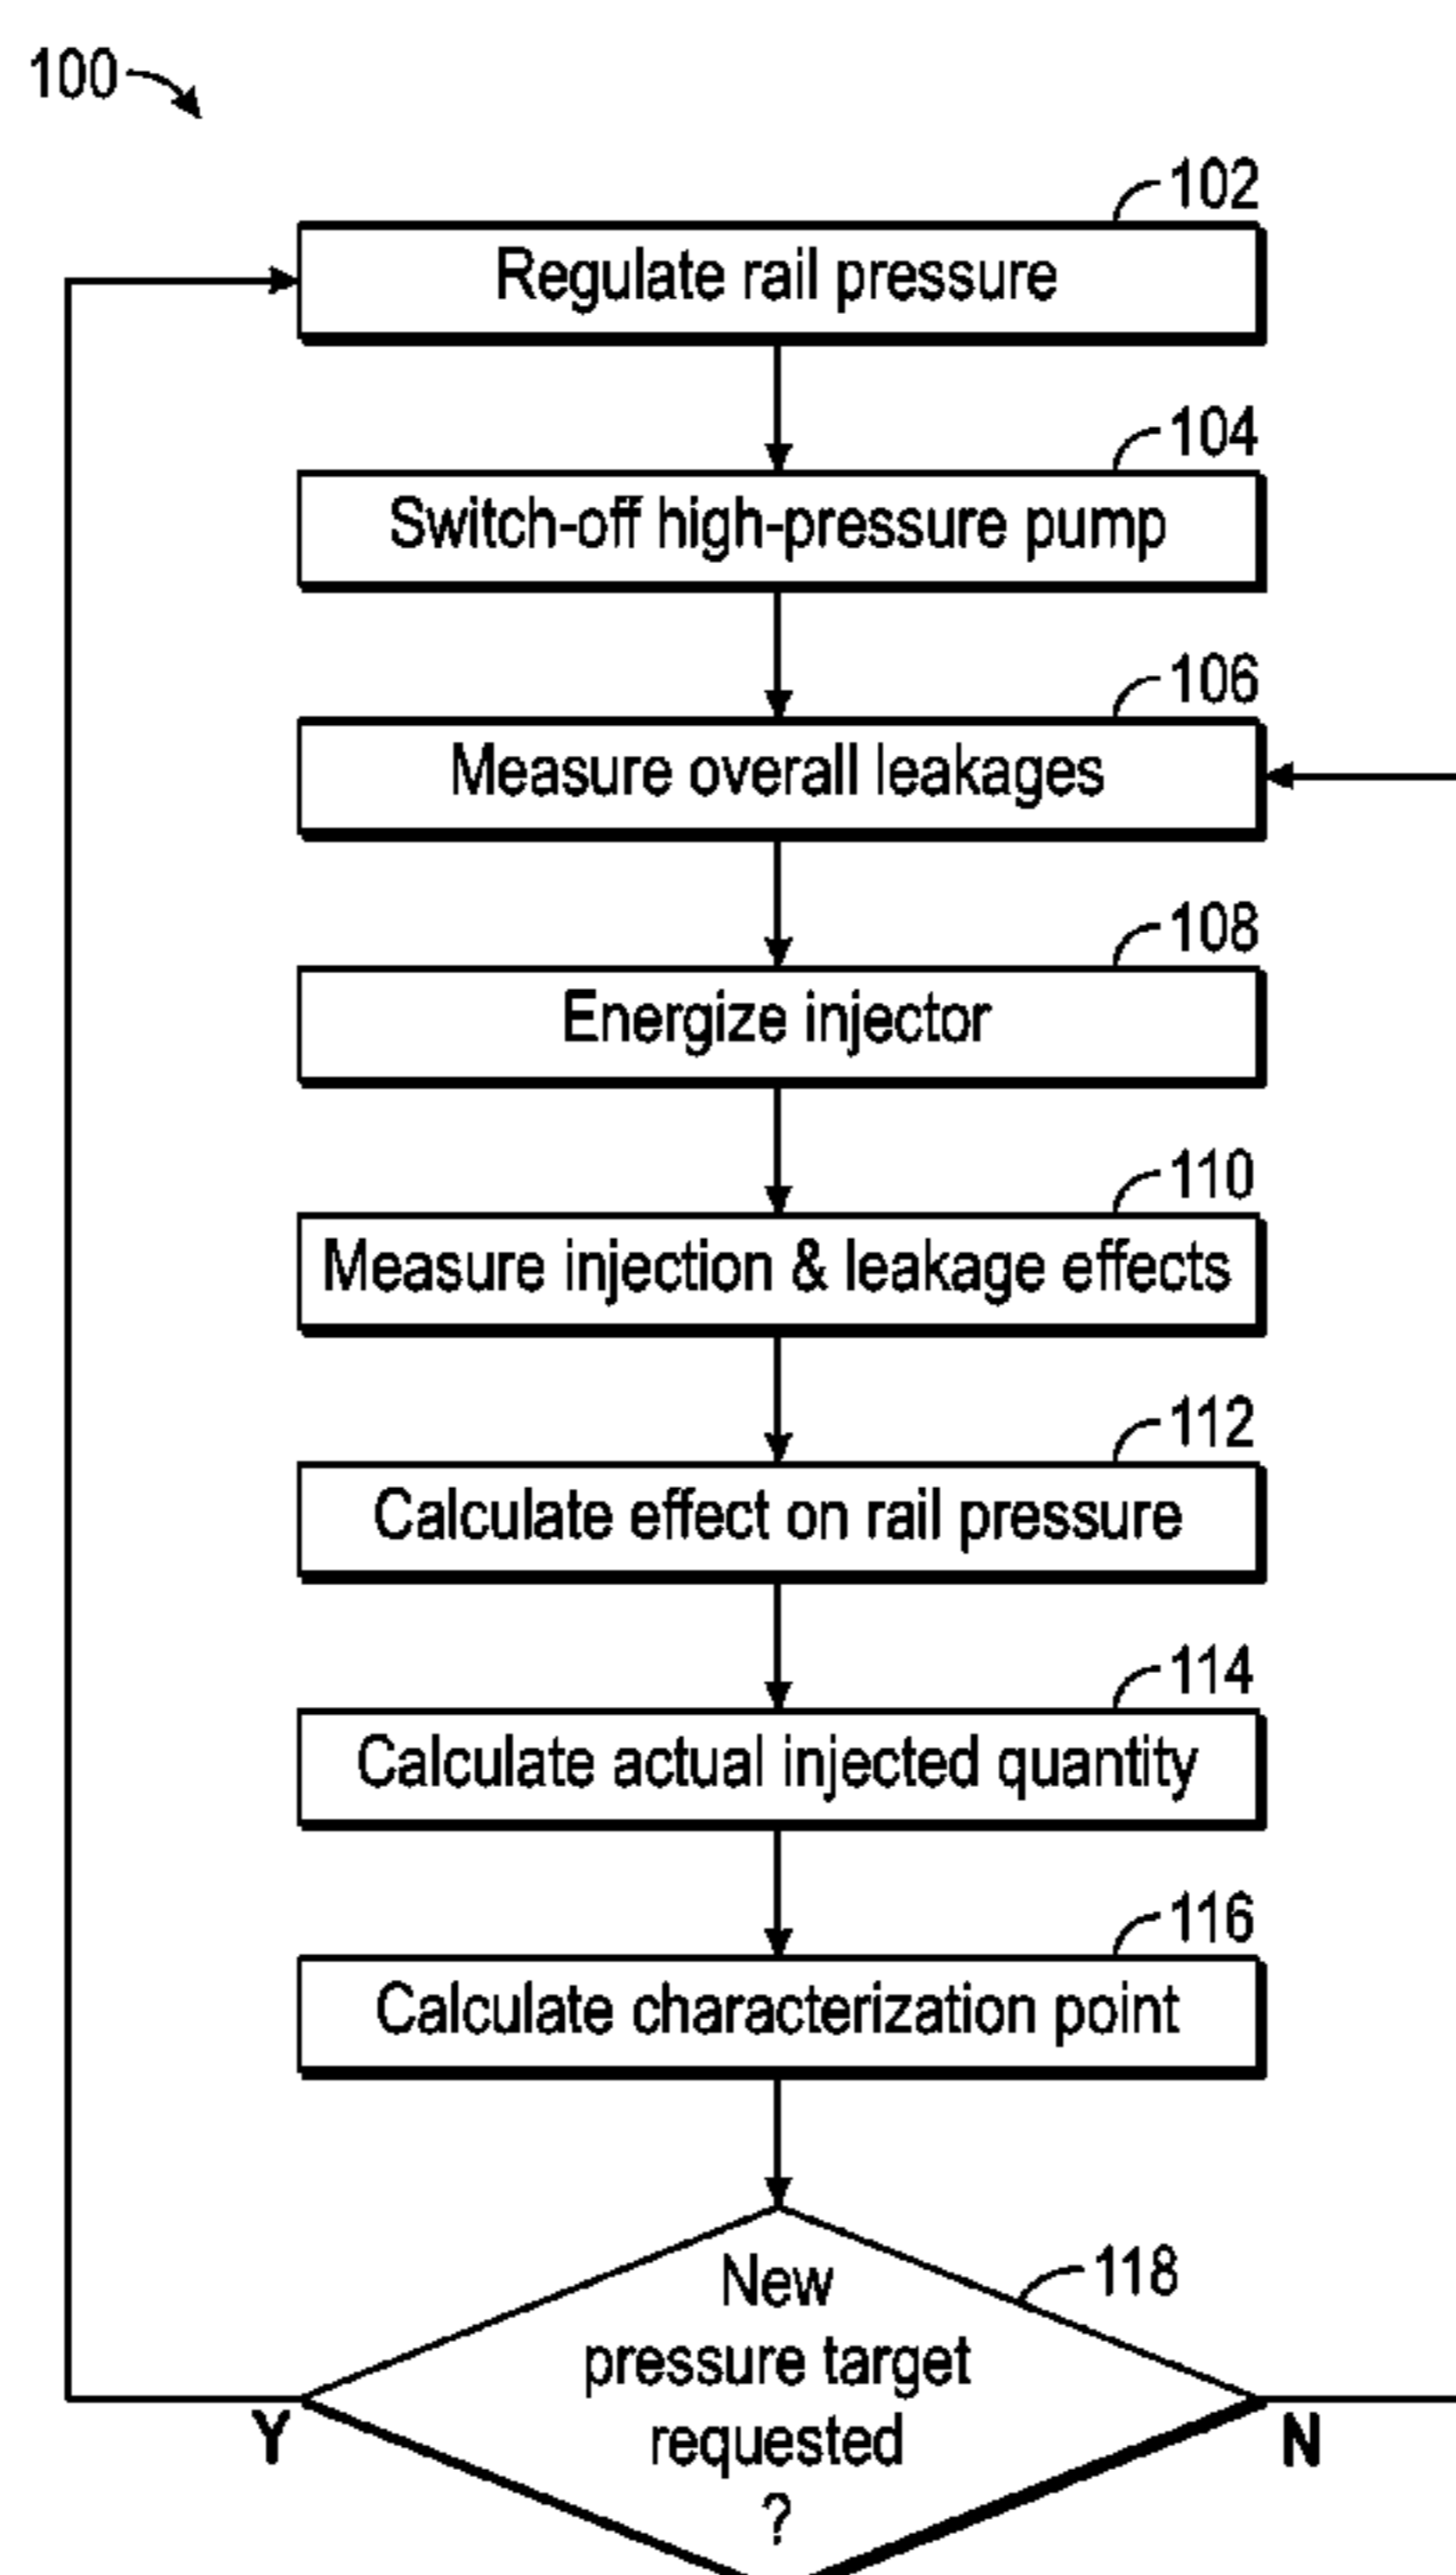 100
102
Regulate rail pressure
104
Switch-off high-pressure pump
106
Measure overall leakages
108
Energize injector
110
Measure injection & leakage effects
112
Calculate effect on rail pressure
114
Calculate actual injected quantity
116
Calculate characterization point
118
New
pressure target
requested
?
Y
N